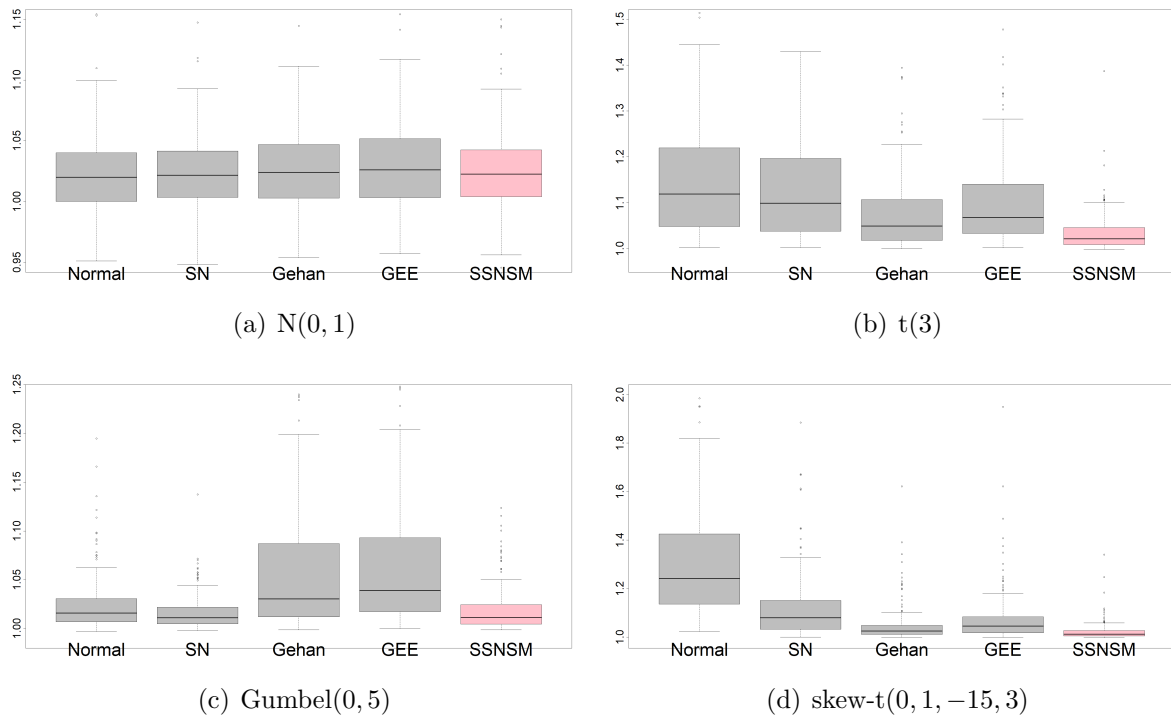 1.15
1.10
1.05
1.00
0.95
Normal SN Gehan GEE SSNSM
(a) N(0, 1)
1.5
1.4
1.3
1.2
1.1
1.0
Normal SN Gehan GEE SSNSM
(b) t(3)
1.25
1.20
1.15
1.10
1.05
1.00
Normal SN Gehan GEE SSNSM
(c) Gumbel(0, 5)
2.0
1.8
1.6
1.4
1.2
1.0
Normal SN Gehan GEE SSNSM
(d) skew-t(0, 1, −15, 3)